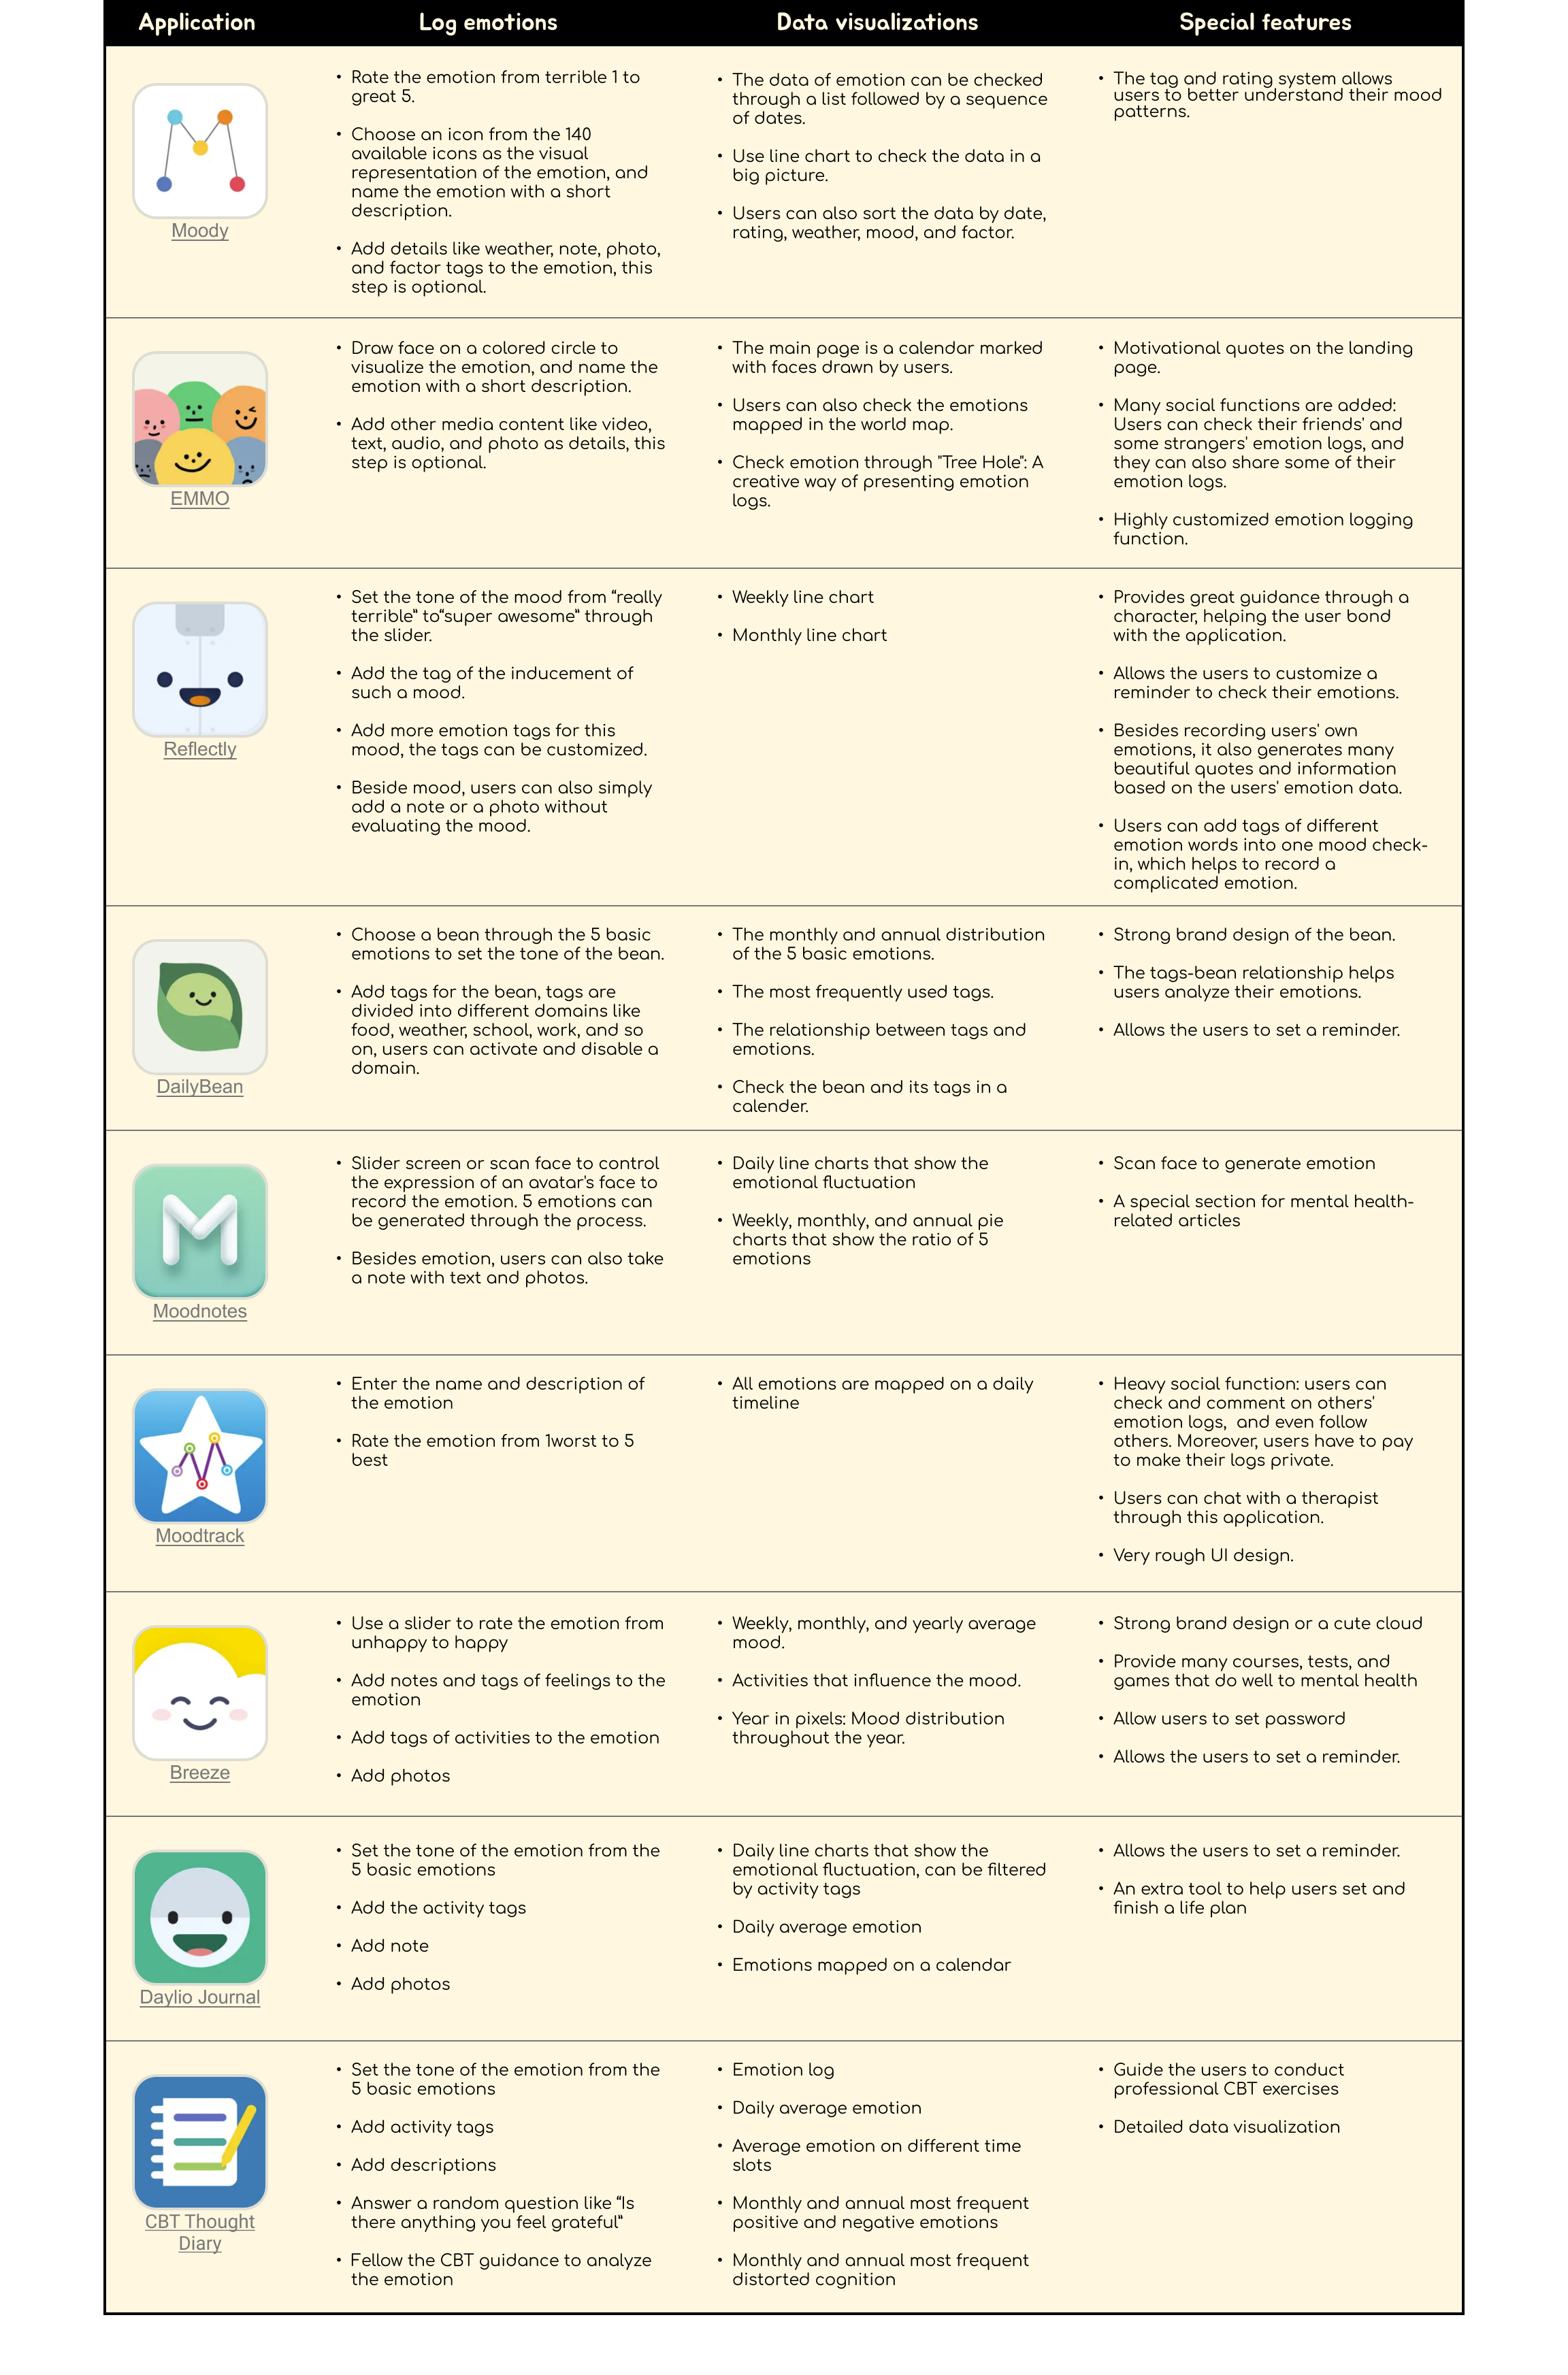 Application
Log emotions
Data visualizations
Special features
Moody
• Rate the emotion from terrible 1 to
great 5.
• Choose an icon from the 140
available icons as the visual
representation of the emotion, and
name the emotion with a short
description.
• Add details like weather, note, photo,
and factor tags to the emotion, this
step is optional.
• The data of emotion can be checked
through a list followed by a sequence
of dates.
• Use line chart to check the data in a
big picture.
• Users can also sort the data by date,
rating, weather, mood, and factor.
• The tag and rating system allows
users to better understand their mood
patterns.
EMMO
• Draw face on a colored circle to
visualize the emotion, and name the
emotion with a short description.
• Add other media content like video,
text, audio, and photo as details, this
step is optional.
• The main page is a calendar marked
with faces drawn by users.
• Users can also check the emotions
mapped in the world map.
• Check emotion through "Tree Hole": A
creative way of presenting emotion
logs.
• Motivational quotes on the landing
page.
• Many social functions are added:
Users can check their friends' and
some strangers' emotion logs, and
they can also share some of their
emotion logs.
• Highly customized emotion logging
function.
Reflectly
• Set the tone of the mood from “really
terrible” to“super awesome” through
the slider.
• Add the tag of the inducement of
such a mood.
• Add more emotion tags for this
mood, the tags can be customized.
• Beside mood, users can also simply
add a note or a photo without
evaluating the mood.
• Weekly line chart
• Monthly line chart
• Provides great guidance through a
character, helping the user bond
with the application.
• Allows the users to customize a
reminder to check their emotions.
• Besides recording users' own
emotions, it also generates many
beautiful quotes and information
based on the users' emotion data.
• Users can add tags of different
emotion words into one mood check-
in, which helps to record a
complicated emotion.
DailyBean
• Choose a bean through the 5 basic
emotions to set the tone of the bean.
• Add tags for the bean, tags are
divided into different domains like
food, weather, school, work, and so
on, users can activate and disable a
domain.
• The monthly and annual distribution
of the 5 basic emotions.
• The most frequently used tags.
• The relationship between tags and
emotions.
• Check the bean and its tags in a
calender.
• Strong brand design of the bean.
• The tags-bean relationship helps
users analyze their emotions.
• Allows the users to set a reminder.
Moodnotes
• Slider screen or scan face to control
the expression of an avatar's face to
record the emotion. 5 emotions can
be generated through the process.
• Besides emotion, users can also take
a note with text and photos.
• Daily line charts that show the
emotional fluctuation
• Weekly, monthly, and annual pie
charts that show the ratio of 5
emotions
• Scan face to generate emotion
• A special section for mental health-
related articles
Moodtrack
• Enter the name and description of
the emotion
• Rate the emotion from 1worst to 5
best
• All emotions are mapped on a daily
timeline
• Heavy social function: users can
check and comment on others'
emotion logs, and even follow
others. Moreover, users have to pay
to make their logs private.
• Users can chat with a therapist
through this application.
• Very rough UI design.
Breeze
• Use a slider to rate the emotion from
unhappy to happy
• Add notes and tags of feelings to the
emotion
• Add tags of activities to the emotion
• Add photos
• Weekly, monthly, and yearly average
mood.
• Activities that influence the mood.
• Year in pixels: Mood distribution
throughout the year.
• Strong brand design or a cute cloud
• Provide many courses, tests, and
games that do well to mental health
• Allow users to set password
• Allows the users to set a reminder.
Daylio Journal
• Set the tone of the emotion from the
5 basic emotions
• Add the activity tags
• Add note
• Add photos
• Daily line charts that show the
emotional fluctuation, can be filtered
by activity tags
• Daily average emotion
• Emotions mapped on a calendar
• Allows the users to set a reminder.
• An extra tool to help users set and
finish a life plan
CBT Thought
Diary
• Set the tone of the emotion from the
5 basic emotions
• Add activity tags
• Add descriptions
• Answer a random question like “Is
there anything you feel grateful”
• Fellow the CBT guidance to analyze
the emotion
• Emotion log
• Daily average emotion
• Average emotion on different time
slots
• Monthly and annual most frequent
positive and negative emotions
• Monthly and annual most frequent
distorted cognition
• Guide the users to conduct
professional CBT exercises
• Detailed data visualization